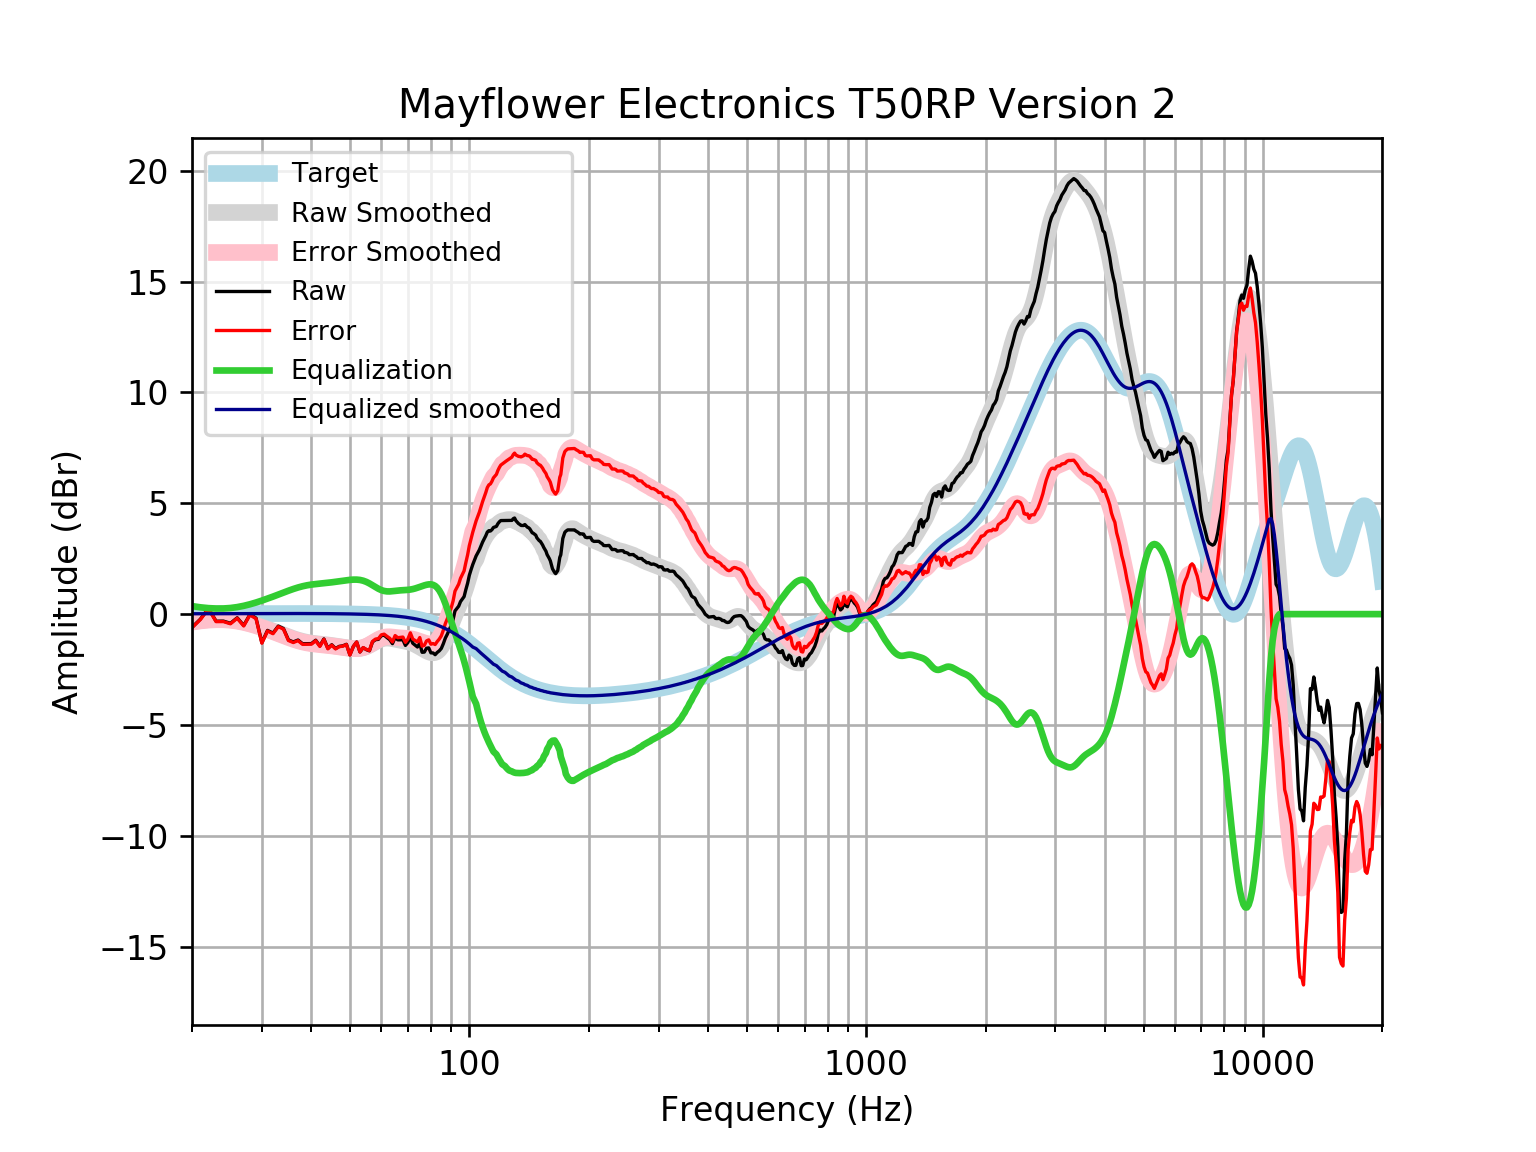 Mayflower Electronics T50RP Version 2
Target
Raw Smoothed
Error Smoothed
Raw
Error
Equalization
Equalized smoothed
20
15
10
5
0
−5
−10
−15
Amplitude (dBr)
100
1000
10000
Frequency (Hz)